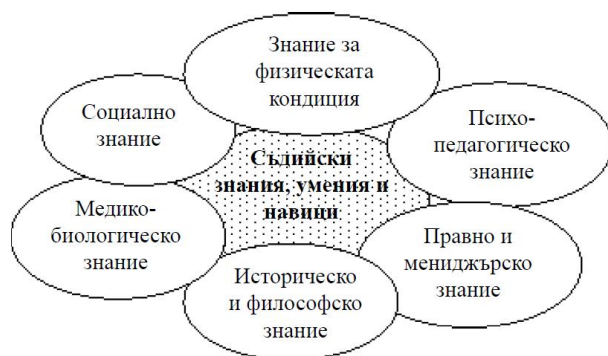 Знание за
физическата
кондиция
Социално
знание
Психо-
педагогическо
знание
Съдийски
знания, умения и
навици
Медико-
биологическо
знание
Правно и
мениджърско
знание
Историческо
и философско
знание